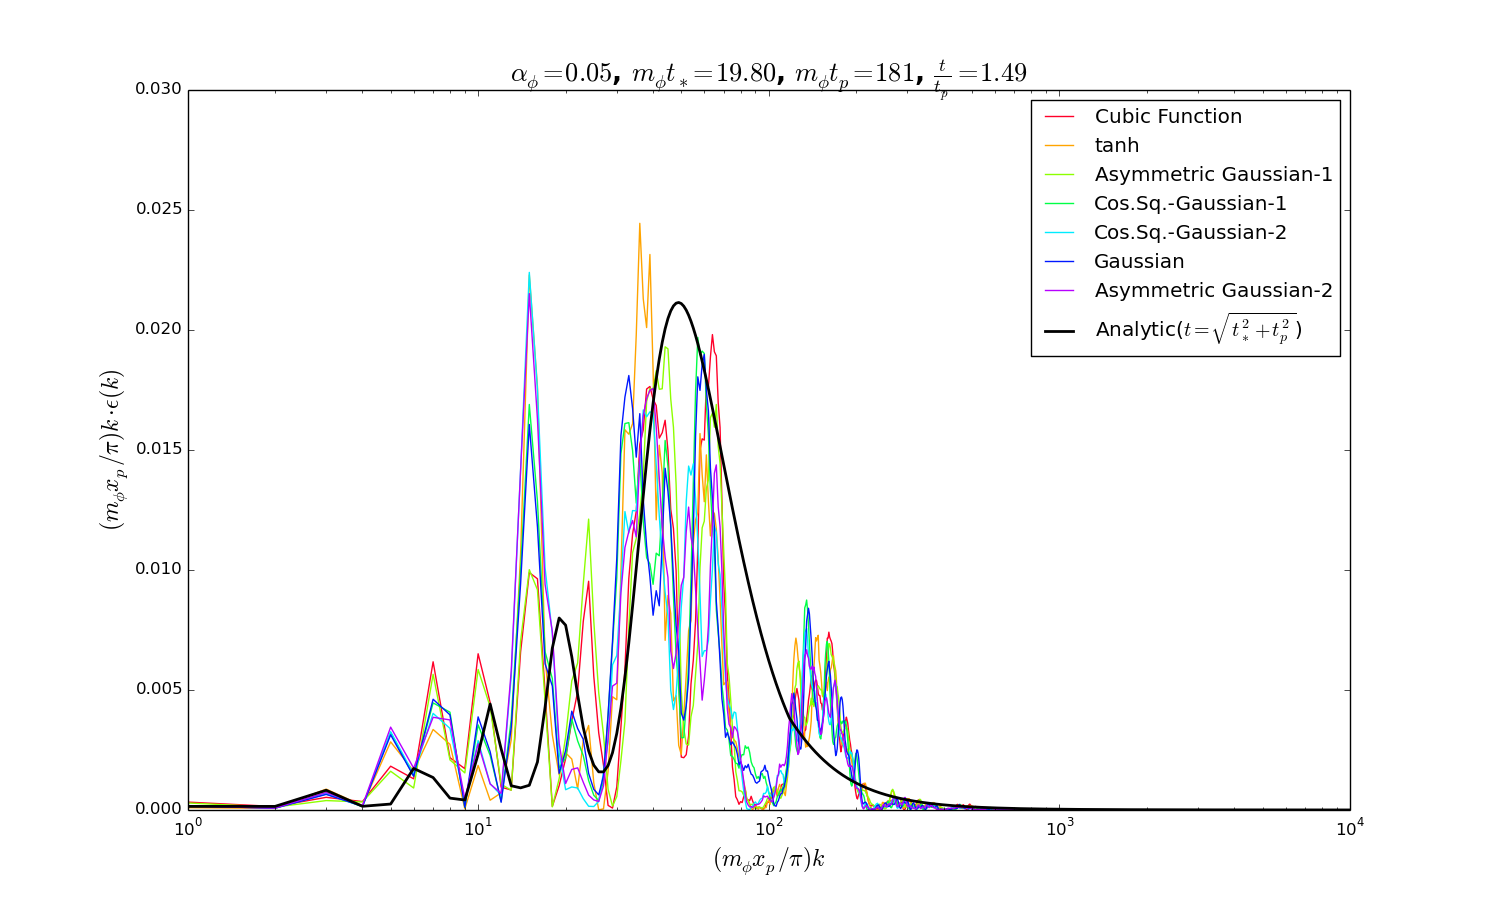 α_ϕ=0.05, m_ϕt_*=19.80, m_ϕt_p=181, t/t_p=1.49
0.030
0.025
0.020
0.015
0.010
0.005
0.000
(m_ϕx_p/π)k·ϵ(k)
Cubic Function
tanh
Asymmetric Gaussian-1
Cos.Sq.-Gaussian-1
Cos.Sq.-Gaussian-2
Gaussian
Asymmetric Gaussian-2
Analytic(t=√(t_*^2+t_p^2))
10^0 10^1 10^2 10^3 10^4
(m_ϕx_p/π)k